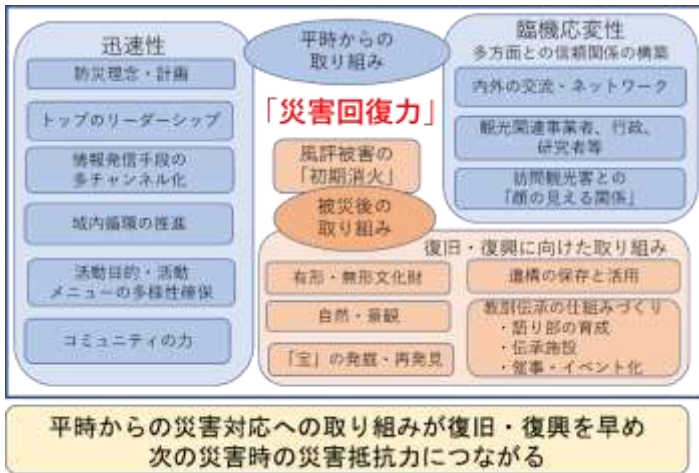 迅速性
防災理念・計画
トップのリーダーシップ
情報発信手段の
多チャンネル化
域内循環の推進
活動目的・活動
メニューの多様性確保
コミュニティの力
平時からの
取り組み
「災害回復力」
風評被害の
「初期消火」
被災後の
取り組み
臨機応変性
多方面との信頼関係の構築
内外の交流・ネットワーク
観光関連事業者、行政、
研究者等
訪問観光客との
「顔の見える関係」
復旧・復興に向けた取り組み
有形・無形文化財
自然・景観
「宝」の発掘・再発見
遺構の保存と活用
教訓伝承の仕組みづくり
・語り部の育成
・伝承施設
・催事・イベント化
平時からの災害対応への取り組みが復旧・復興を早め
次の災害時の災害抵抗力につながる